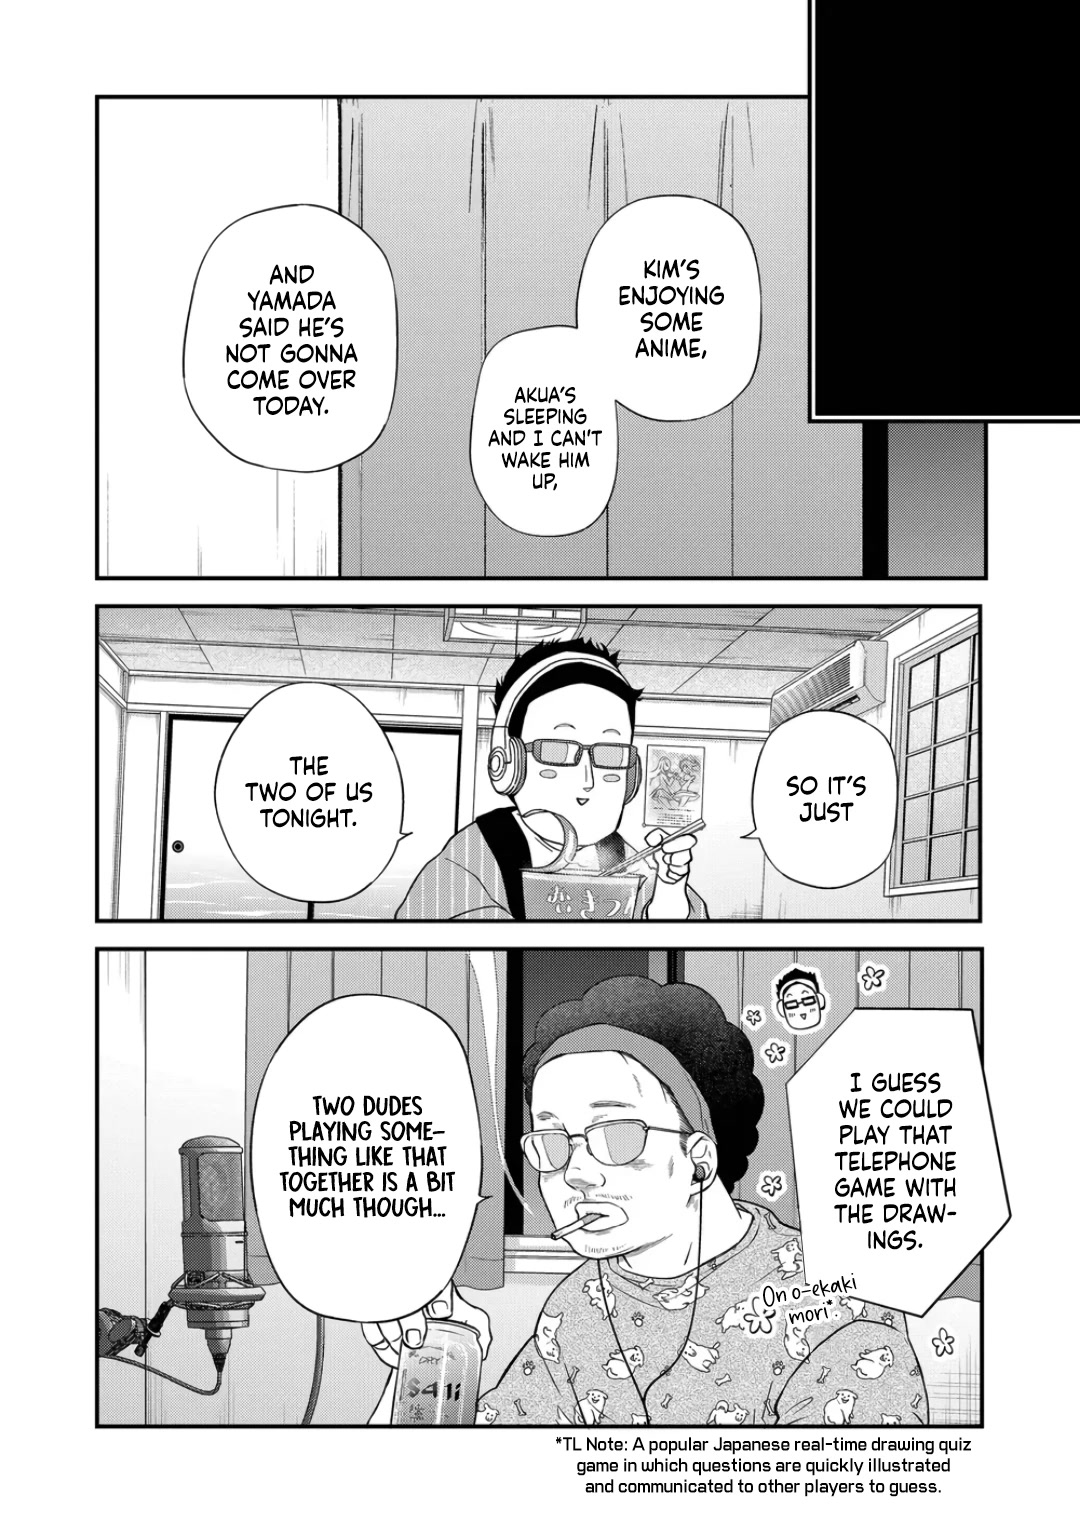 KIM'S
ENJOYING
SOME
ANIME,
AKUA'S
SLEEPING
AND I CAN'T
WAKE HIM
UP,
AND
YAMADA
SAID HE'S
NOT GONNA
COME OVER
TODAY.
SO IT'S
JUST
THE
TWO OF US
TONIGHT.
きつ
I GUESS
WE COULD
PLAY THAT
TELEPHONE
GAME WITH
THE DRAW-
INGS.
On o-ekaki
mori*.
TWO DUDES
PLAYING SOME-
THING LIKE THAT
TOGETHER IS A BIT
MUCH THOUGH...
DRY
*TL Note: A popular Japanese real-time drawing quiz
game in which questions are quickly illustrated
and communicated to other players to guess.